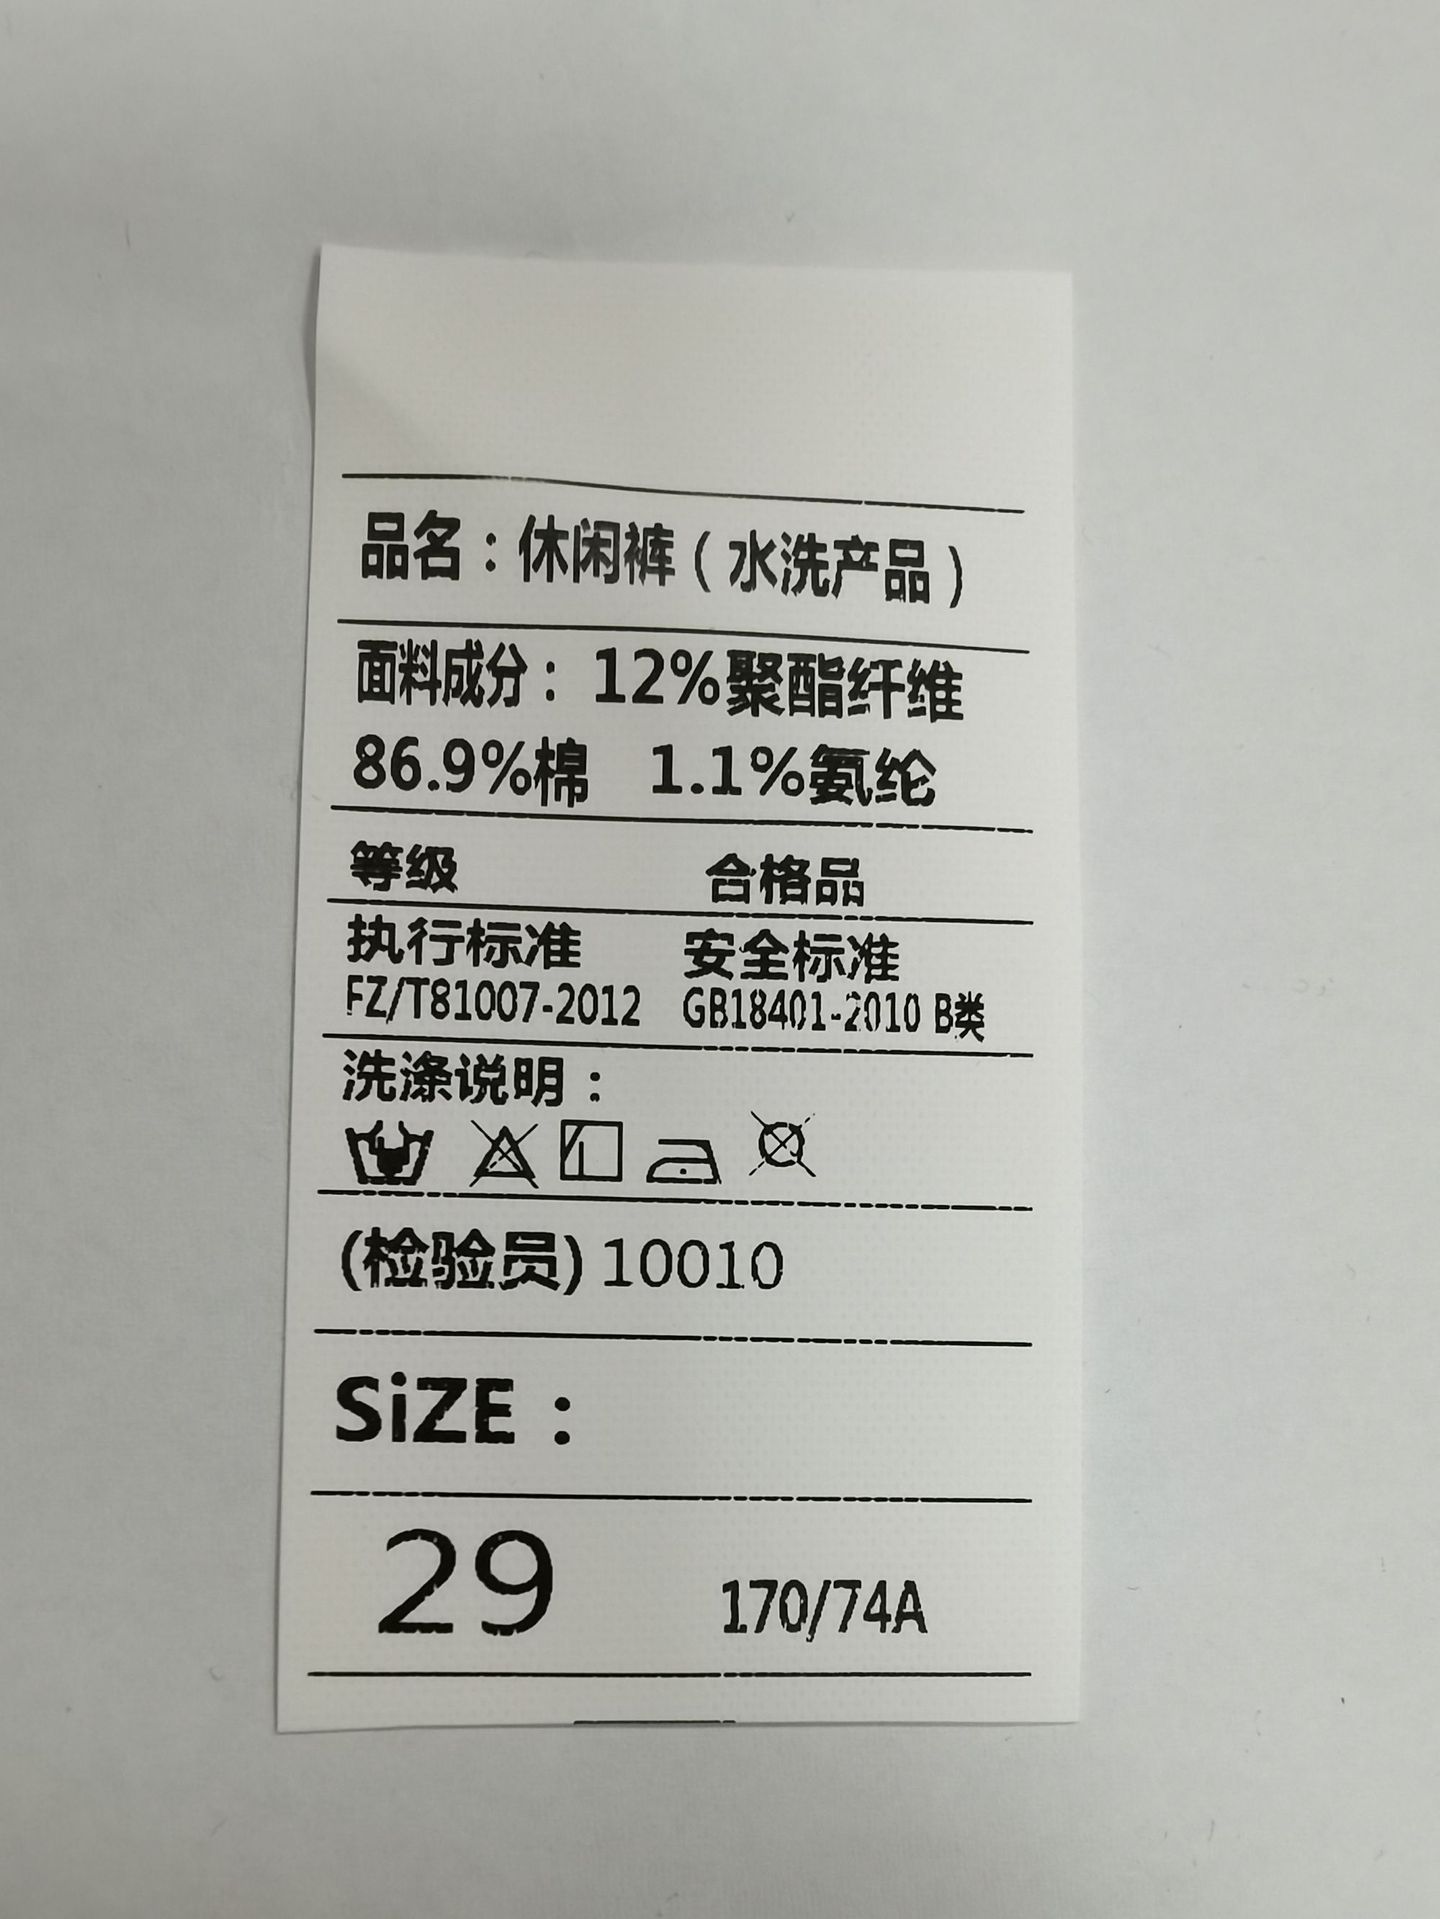 品名：休闲裤（水洗产品）
面料成分：12%聚酯纤维
86.9%棉 1.1%氨纶
等级 合格品
执行标准 安全标准
FZ/T81007-2012 GB18401-2010 B类
洗涤说明：
(检验员)10010
SiZE：
29 170/74A